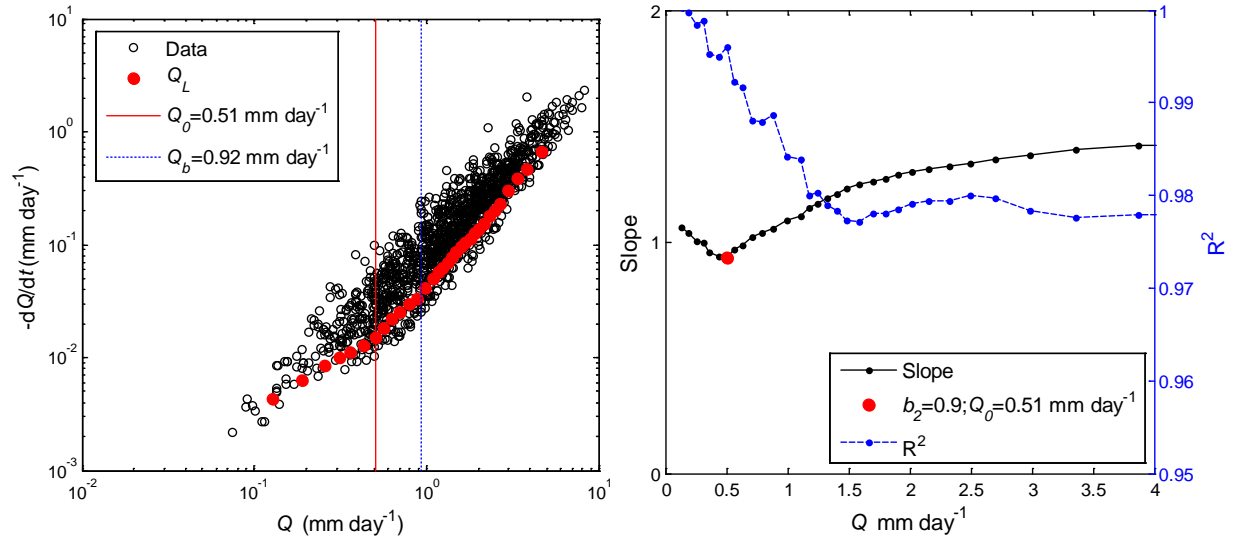 10^1
10^0
10^-1
10^-2
10^-3
-dQ/dt (mm day^-1)
Data
Q_L
Q_0=0.51 mm day^-1
Q_b=0.92 mm day^-1
10^-2
10^-1
10^0
10^1
Q (mm day^-1)
2
1
0
Slope
Slope
b_2=0.9; Q_0=0.51 mm day^-1
R^2
0
0.5
1
1.5
2
2.5
3
3.5
4
Q mm day^-1
1
0.99
0.98
0.973
0.96
0.95
R^2